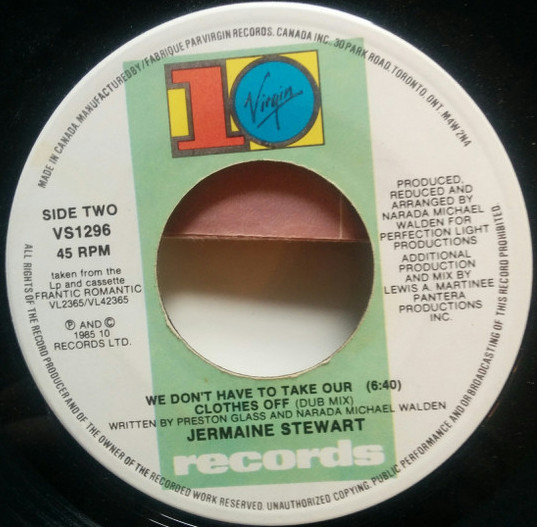 MADE IN CANADA. MANUFACTURED BY / FABRIQUE PAR VIRGIN RECORDS. CANADA INC. 30 PARK ROAD, TORONTO, ONT. M4W 2N4
10
Virgin
SIDE TWO
VS1296
45 RPM
taken from the
Lp and cassette
FRANTIC ROMANTIC
VL2365/VL42365
Ⓟ AND ©
1985 10
RECORDS LTD.
PRODUCED,
REDUCED AND
ARRANGED BY
NARADA MICHAEL
WALDEN FOR
PERFECTION LIGHT
PRODUCTIONS
ADDITIONAL
PRODUCTION
AND MIX BY
LEWIS A. MARTINEE
PANTERA
PRODUCTIONS
INC.
WE DON'T HAVE TO TAKE OUR (6:40)
CLOTHES OFF (DUB MIX)
WRITTEN BY PRESTON GLASS AND NARADA MICHAEL WALDEN
JERMAINE STEWART
records
ALL RIGHTS OF THE RECORD PRODUCER AND OF THE OWNER OF THE RECORDED WORK RESERVED. UNAUTHORIZED COPYING, PUBLIC PERFORMANCE AND/OR BROADCASTING OF THIS RECORD PROHIBITED.